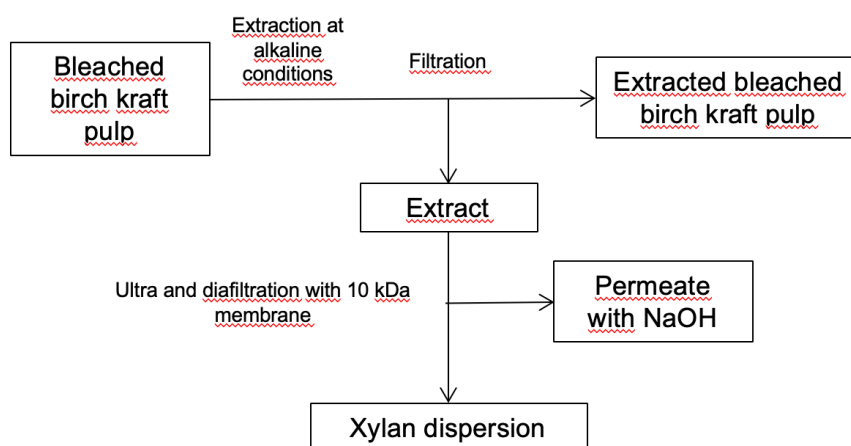 Bleached
birch kraft
pulp
Extraction at
alkaline
conditions
Filtration
Extracted bleached
birch kraft pulp
Extract
Ultra and diafiltration with 10 kDa
membrane
Permeate
with NaOH
Xylan dispersion